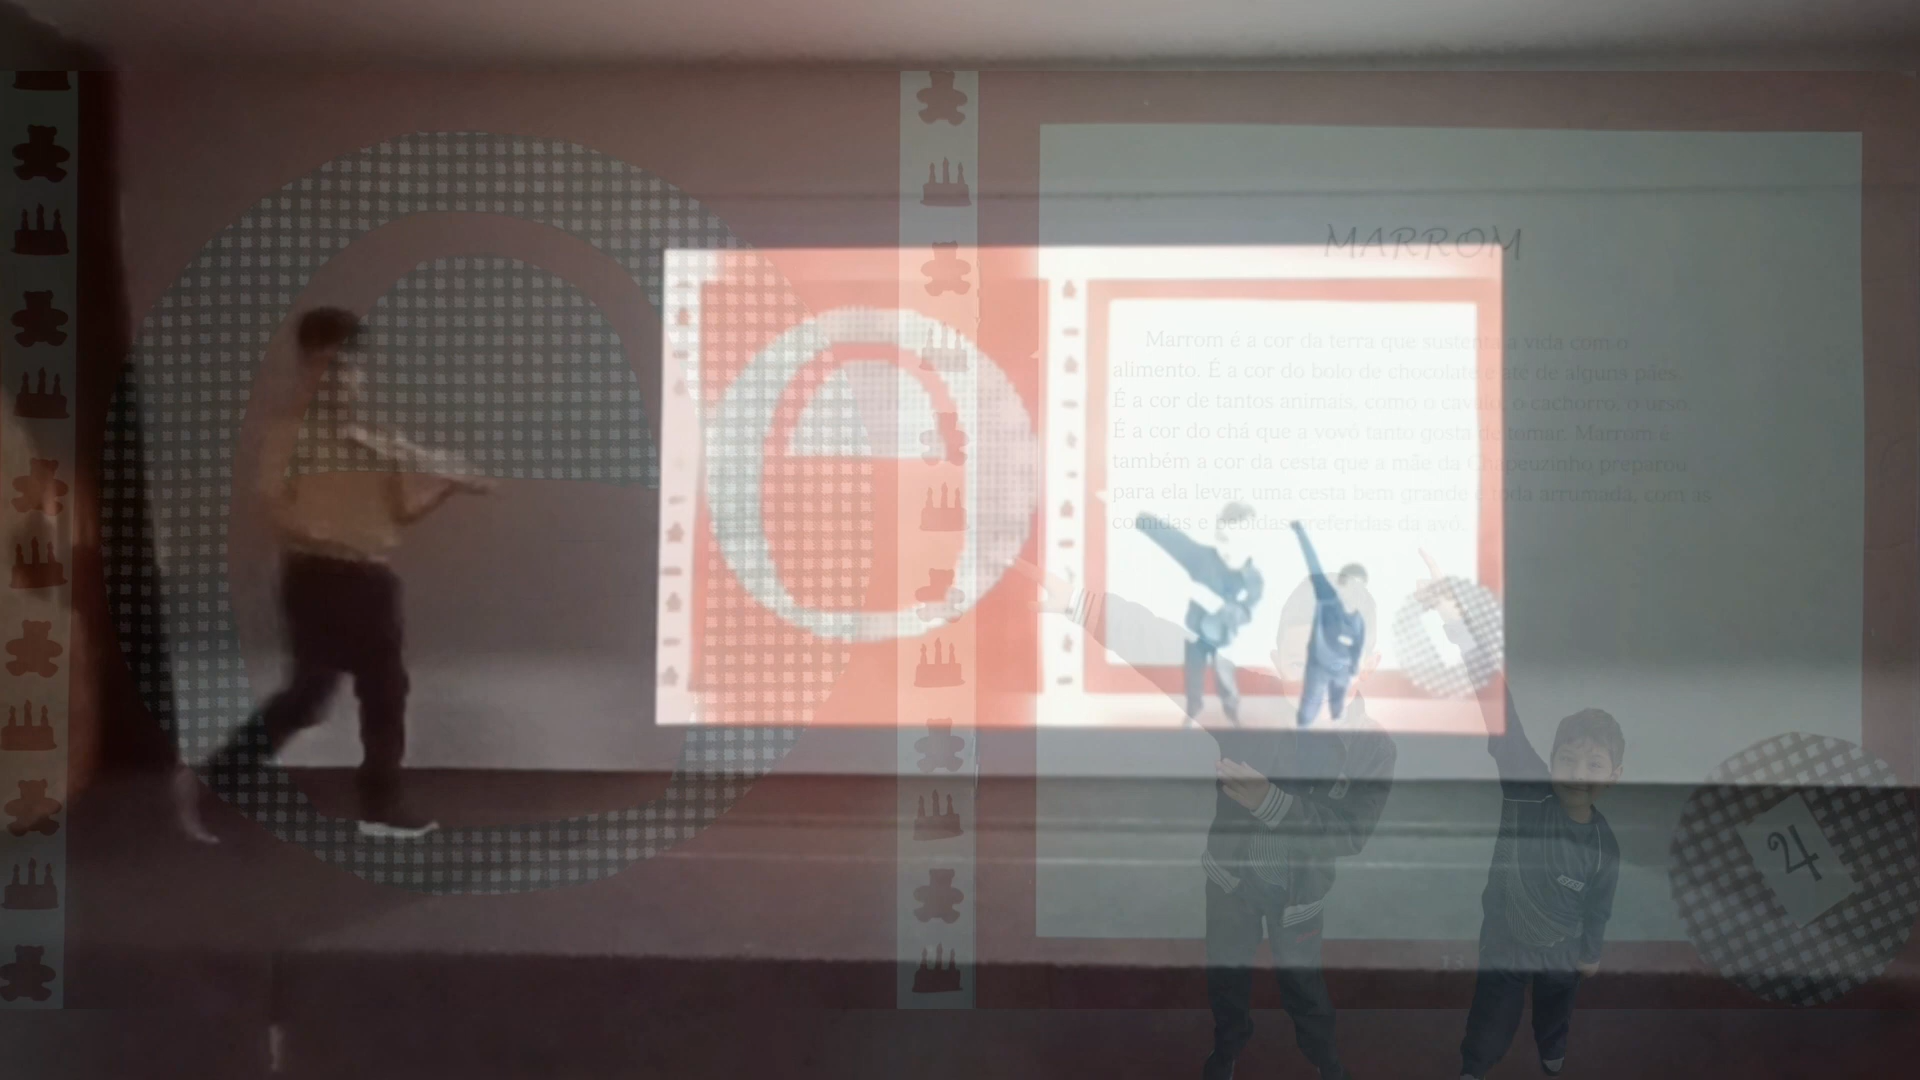 MARROM
Marrom é a cor da terra que sustenta a vida com o
alimento. É a cor do bolo de chocolate e até de alguns pães.
É a cor de tantos animais, como o cavalo, o cachorro, o urso.
É a cor do chá que a vovó tanto gosta de tomar. Marrom é
também a cor da cesta que a mãe da Chapeuzinho preparou
para ela levar, uma cesta bem grande e toda arrumada, com as
comidas e bebidas preferidas da avó.
13
24